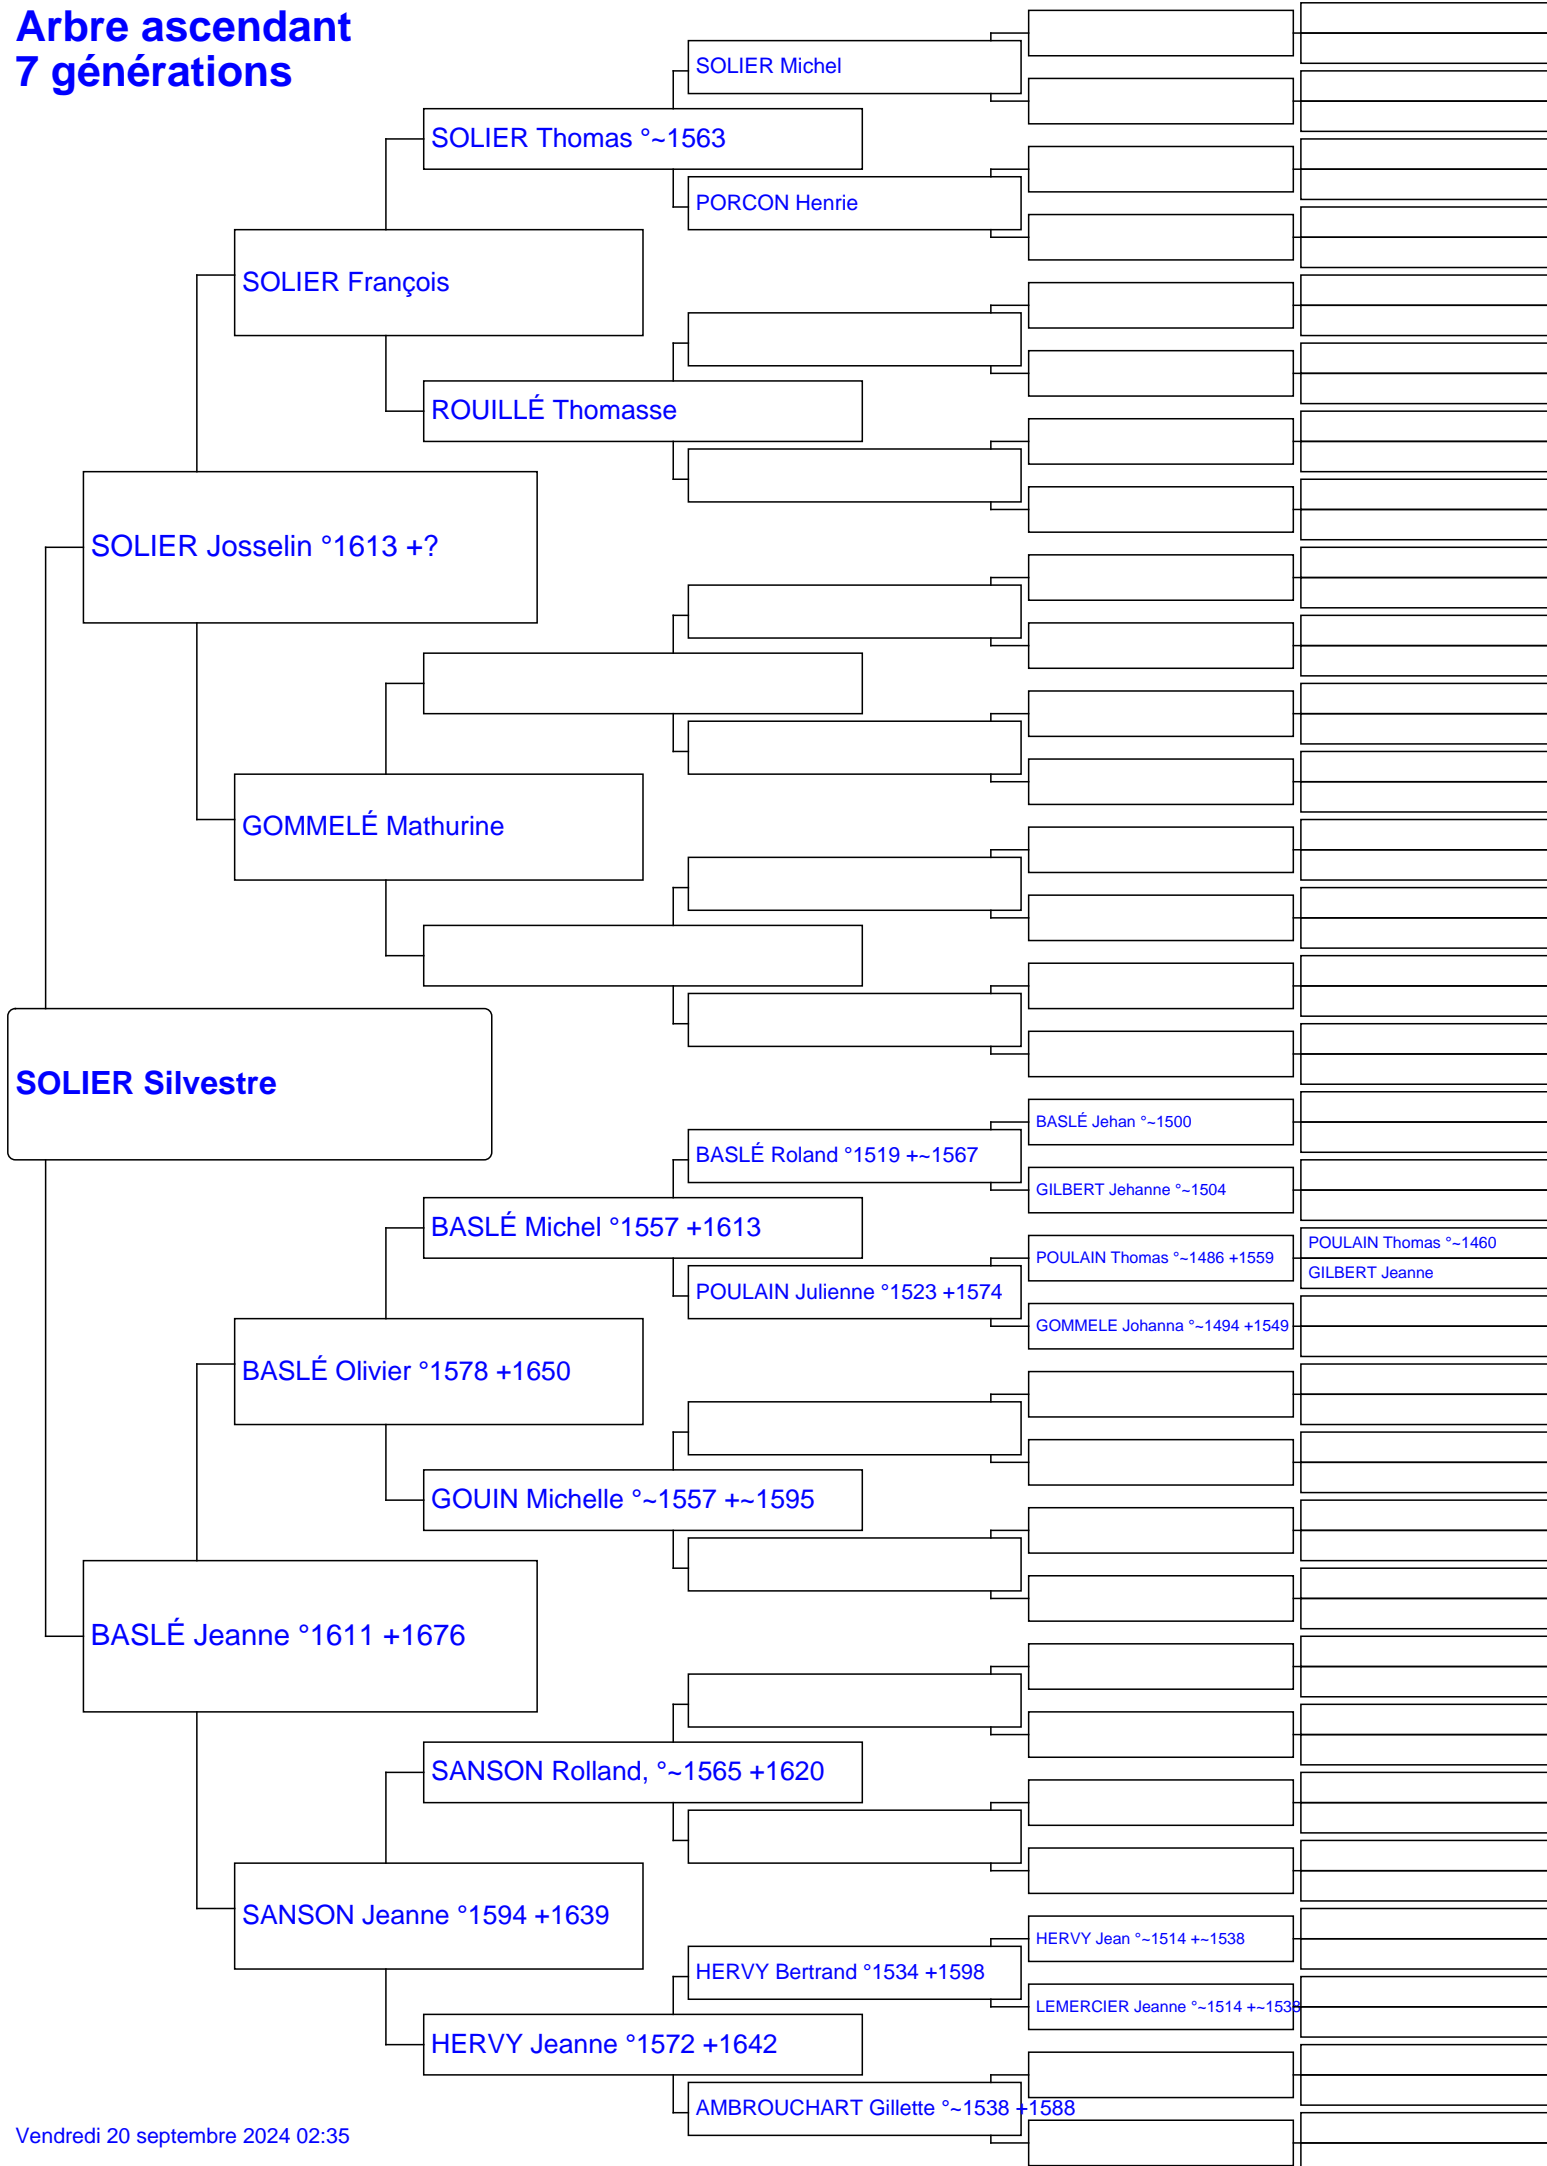 Arbre ascendant
7 générations
SOLIER Michel
SOLIER Thomas °~1563
PORCON Henrie
SOLIER François
ROUILLÉ Thomasse
SOLIER Josselin °1613 +?
GOMMELÉ Mathurine
SOLIER Silvestre
BASLÉ Jehan °~1500
BASLÉ Roland °1519 +~1567
GILBERT Jehanne °~1504
BASLÉ Michel °1557 +1613
POULAIN Thomas °~1460
POULAIN Thomas °~1486 +1559
GILBERT Jeanne
POULAIN Julienne °1523 +1574
GOMMELE Johanna °~1494 +1549
BASLÉ Olivier °1578 +1650
GOUIN Michelle °~1557 +~1595
BASLÉ Jeanne °1611 +1676
SANSON Rolland, °~1565 +1620
SANSON Jeanne °1594 +1639
HERVY Jean °~1514 +~1538
HERVY Bertrand °1534 +1598
LEMERCIER Jeanne °~1514 +~1538
HERVY Jeanne °1572 +1642
AMBROUCHART Gillette °~1538 +1588
Vendredi 20 septembre 2024 02:35